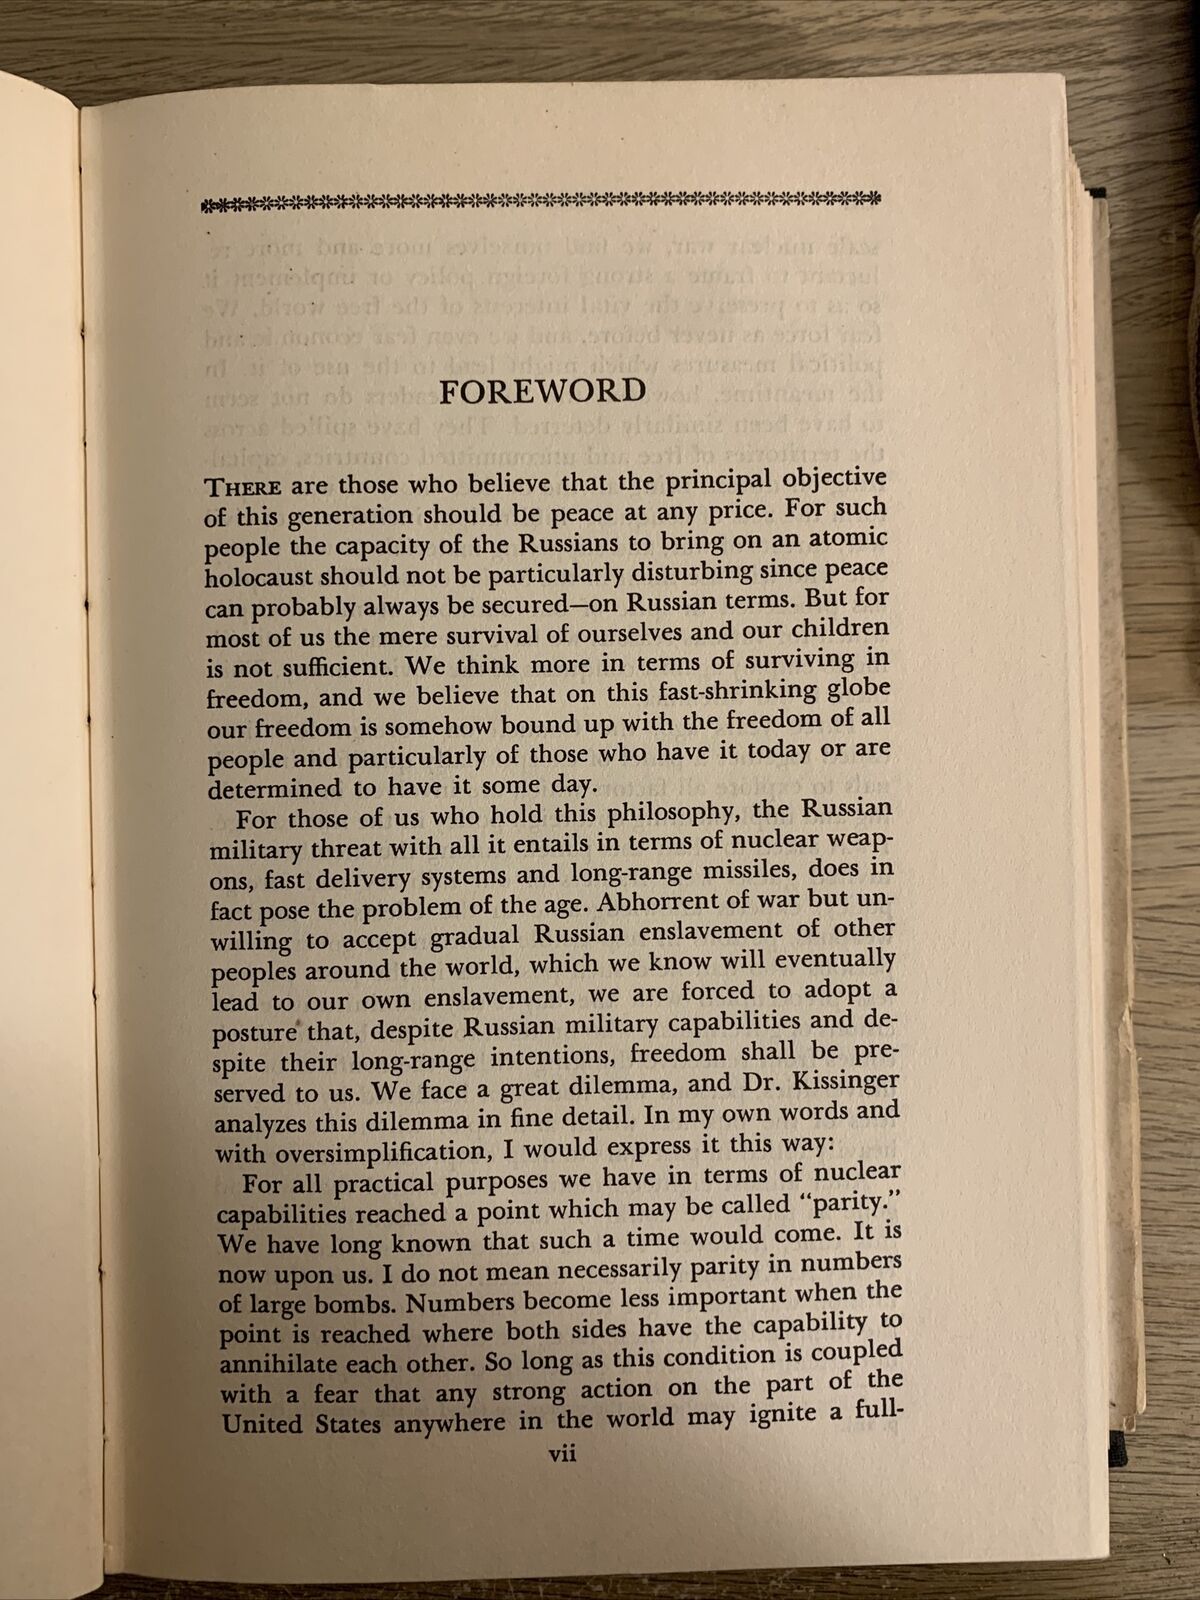 FOREWORD
THERE are those who believe that the principal objective
of this generation should be peace at any price. For such
people the capacity of the Russians to bring on an atomic
holocaust should not be particularly disturbing since peace
can probably always be secured—on Russian terms. But for
most of us the mere survival of ourselves and our children
is not sufficient. We think more in terms of surviving in
freedom, and we believe that on this fast-shrinking globe
our freedom is somehow bound up with the freedom of all
people and particularly of those who have it today or are
determined to have it some day.
For those of us who hold this philosophy, the Russian
military threat with all it entails in terms of nuclear weap-
ons, fast delivery systems and long-range missiles, does in
fact pose the problem of the age. Abhorrent of war but un-
willing to accept gradual Russian enslavement of other
peoples around the world, which we know will eventually
lead to our own enslavement, we are forced to adopt a
posture that, despite Russian military capabilities and de-
spite their long-range intentions, freedom shall be pre-
served to us. We face a great dilemma, and Dr. Kissinger
analyzes this dilemma in fine detail. In my own words and
with oversimplification, I would express it this way:
For all practical purposes we have in terms of nuclear
capabilities reached a point which may be called “parity.”
We have long known that such a time would come. It is
now upon us. I do not mean necessarily parity in numbers
of large bombs. Numbers become less important when the
point is reached where both sides have the capability to
annihilate each other. So long as this condition is coupled
with a fear that any strong action on the part of the
United States anywhere in the world may ignite a full-
vii